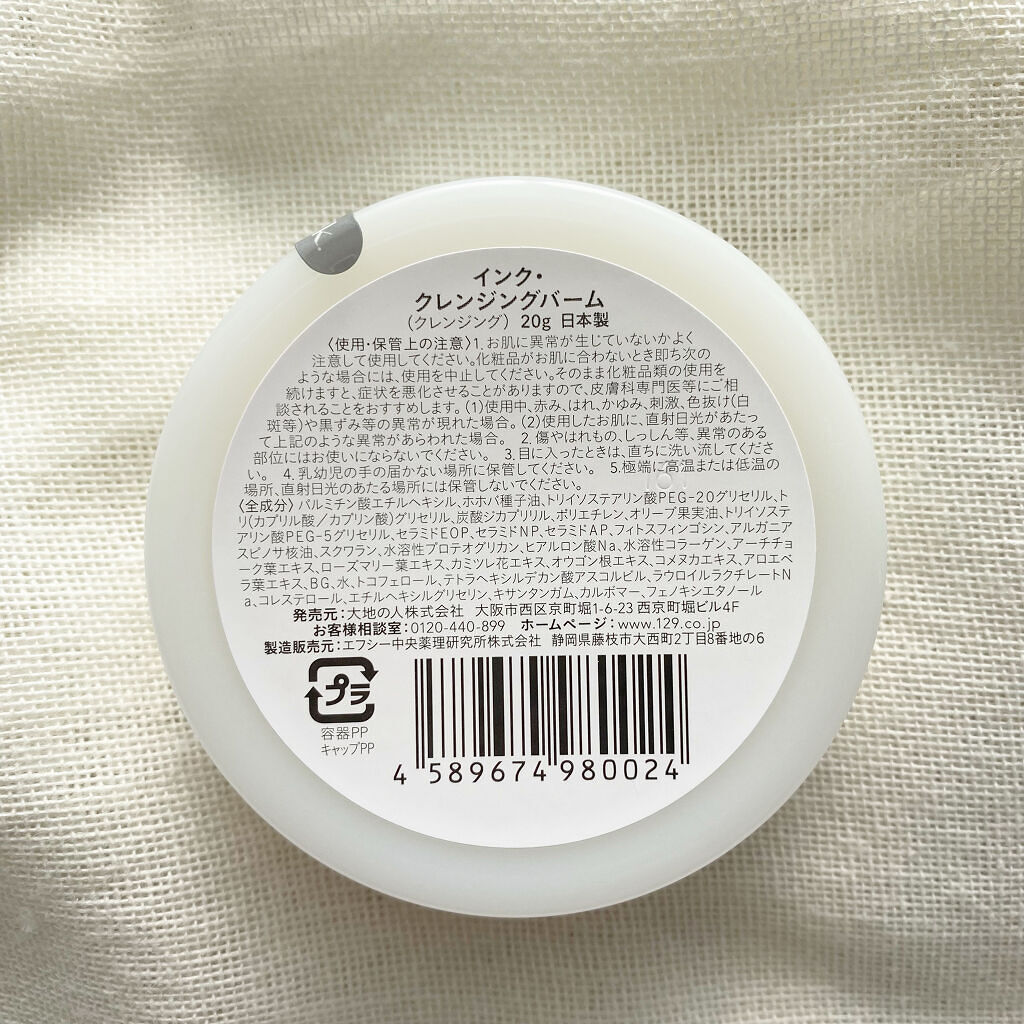 K.
インク・
クレンジングバーム
(クレンジング) 20g 日本製
〈使用・保管上の注意〉1.お肌に異常が生じていないかよく
注意して使用してください。化粧品がお肌に合わないとき即ち次の
ような場合には、使用を中止してください。そのまま化粧品類の使用を
続けますと、症状を悪化させることがありますので、皮膚科専門医等にご相
談されることをおすすめします。(1)使用中、赤み、はれ、かゆみ、刺激、色抜け(白
斑等)や黒ずみ等の異常が現れた場合。(2)使用したお肌に、直射日光があたっ
て上記のような異常があらわれた場合。 2.傷やはれもの、しっしん等、異常のある
部位にはお使いにならないでください。 3.目に入ったときは、直ちに洗い流してくださ
い。 4.乳幼児の手の届かない場所に保管してください。 5.極端に高温または低温の
場所、直射日光のあたる場所には保管しないでください。
〈全成分〉パルミチン酸エチルヘキシル、ホホバ種子油、トリイソステアリン酸PEG-20グリセリル、ト
リ(カプリル酸/カプリン酸)グリセリル、炭酸ジカプリリル、ポリエチレン、オリーブ果実油、トリイソステ
アリン酸PEG-5グリセリル、セラミドEOP、セラミドNP、セラミドAP、フィトスフィンゴシン、アルガニア
スピノサ核油、スクワラン、水溶性プロテオグリカン、ヒアルロン酸Na、水溶性コラーゲン、アーチチョ
ーク葉エキス、ローズマリー葉エキス、カミツレ花エキス、オウゴン根エキス、コメヌカエキス、アロエベ
ラ葉エキス、BG、水、トコフェロール、テトラヘキシルデカン酸アスコルビル、ラウロイルラクチレートN
a、コレステロール、エチルヘキシルグリセリン、キサンタンガム、カルボマー、フェノキシエタノール
発売元：大地の人株式会社 大阪市西区京町堀1-6-23 西京町堀ビル4F
お客様相談室：0120-440-899 ホームページ：www.129.co.jp
製造販売元：エフシー中央薬理研究所株式会社 静岡県藤枝市大西町2丁目8番地の6
プラ
容器PP
キャップPP
4 589674 980024